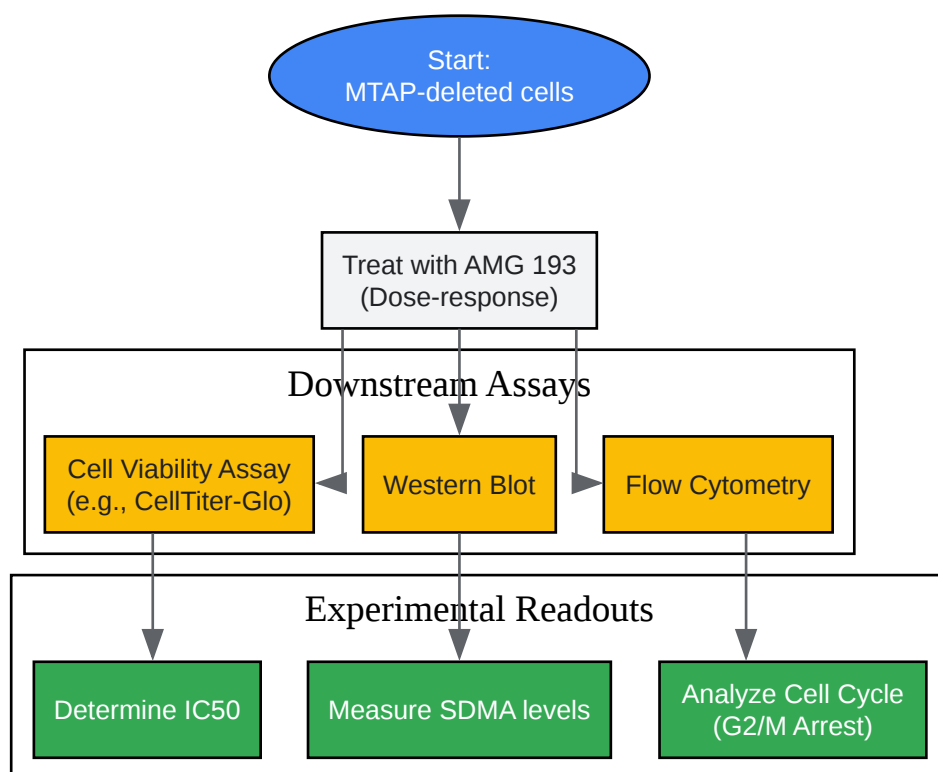 Start:
MTAP-deleted cells
Treat with AMG 193
(Dose-response)
Downstream Assays
Cell Viability Assay
(e.g., CellTiter-Glo)
Western Blot
Flow Cytometry
Experimental Readouts
Determine IC50
Measure SDMA levels
Analyze Cell Cycle
(G2/M Arrest)